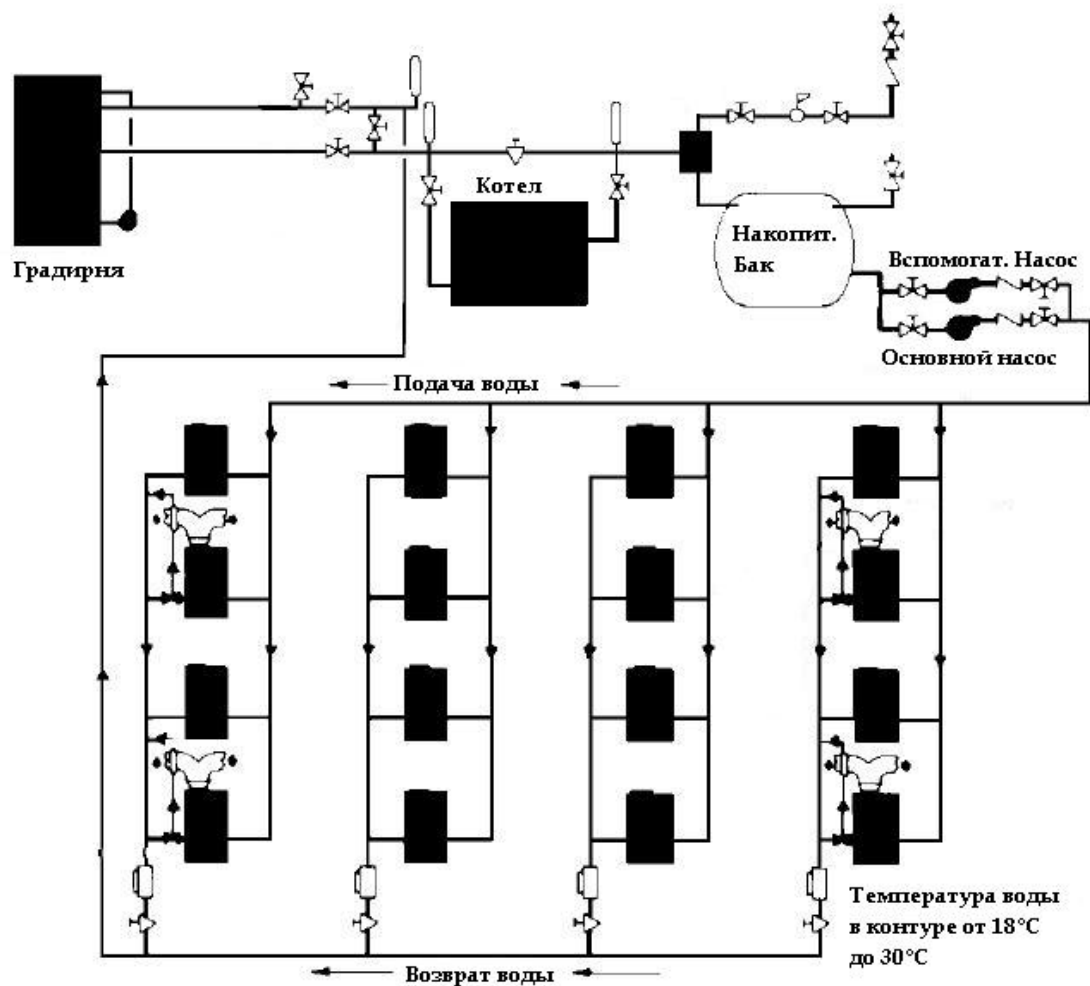 Котел
Градирня
Накопит.
Бак
Вспомогат. Насос
Основной насос
Подача воды
Температура воды
в контуре от 18°C
до 30°C
Возврат воды